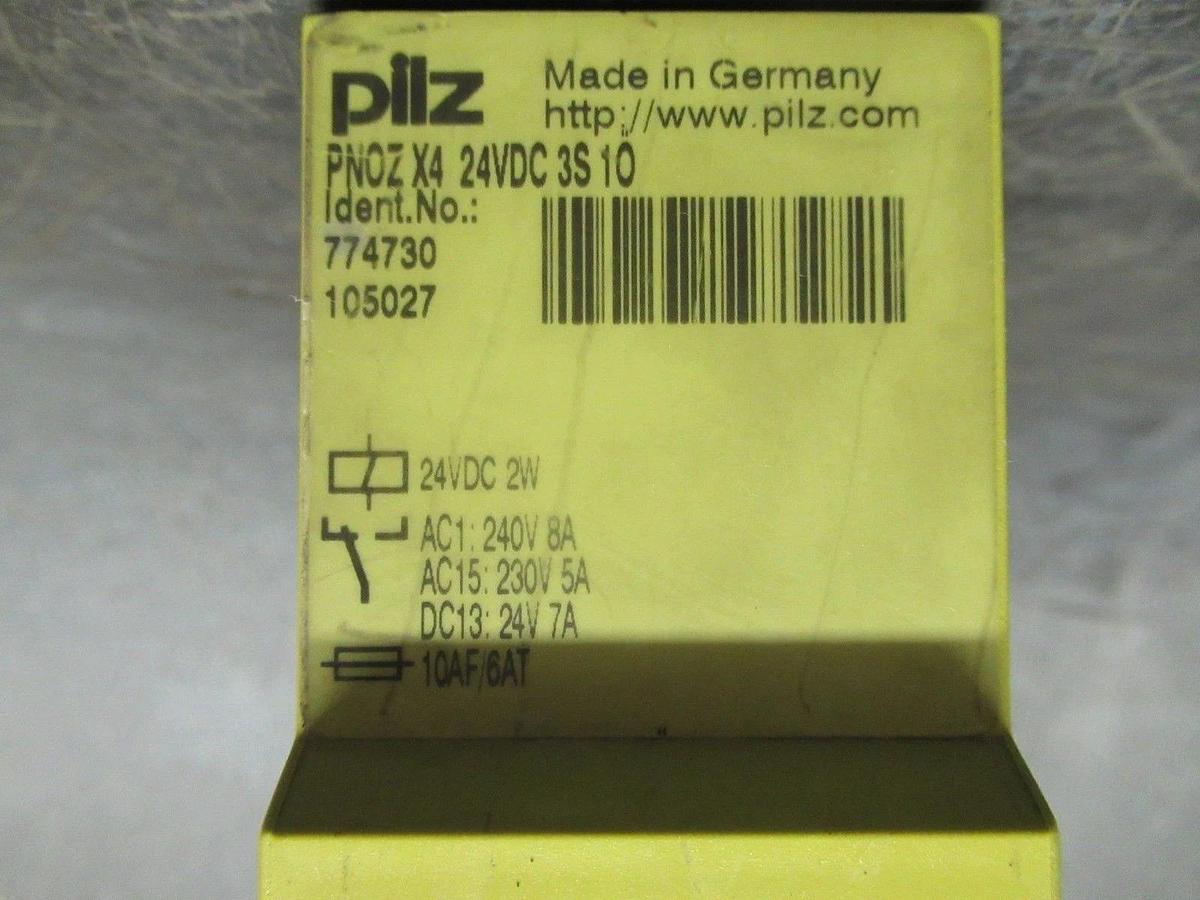 pilz
Made in Germany
http://www.pilz.com
PNOZ X4 24VDC 3S 1Ö
Ident.No.:
774730
105027
24VDC 2W
AC1: 240V 8A
AC15: 230V 5A
DC13: 24V 7A
10AF/6AT